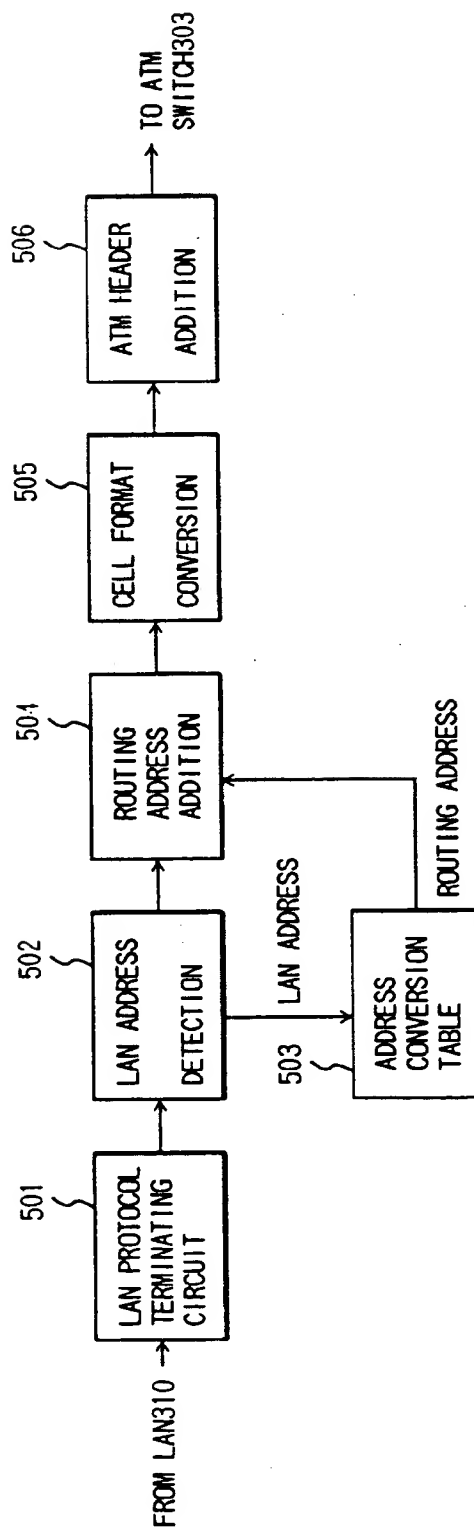 FROM LAN310
501
LAN PROTOCOL
TERMINATING
CIRCUIT
502
LAN ADDRESS
DETECTION
LAN ADDRESS
503
ADDRESS
CONVERSION
TABLE
ROUTING ADDRESS
504
ROUTING
ADDRESS
ADDITION
505
CELL FORMAT
CONVERSION
506
ATM HEADER
ADDITION
TO ATM
SWITCH303